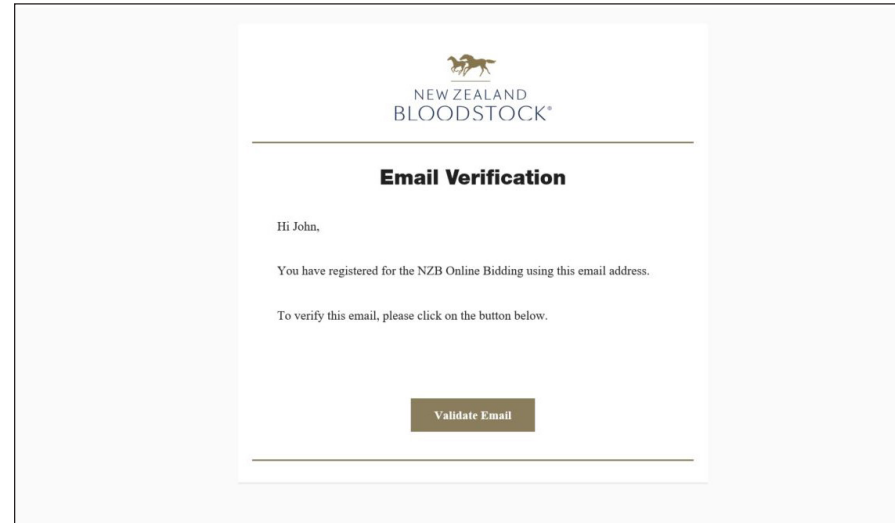 NEW ZEALAND
BLOODSTOCK®
Email Verification
Hi John,
You have registered for the NZB Online Bidding using this email address.
To verify this email, please click on the button below.
Validate Email